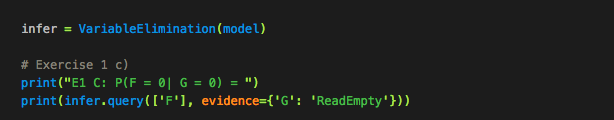 infer = VariableElimination(model)
# Exercise 1 c)
print("E1 C: P(F = 0| G = 0) = ")
print(infer.query(['F'], evidence={'G': 'ReadEmpty'}))